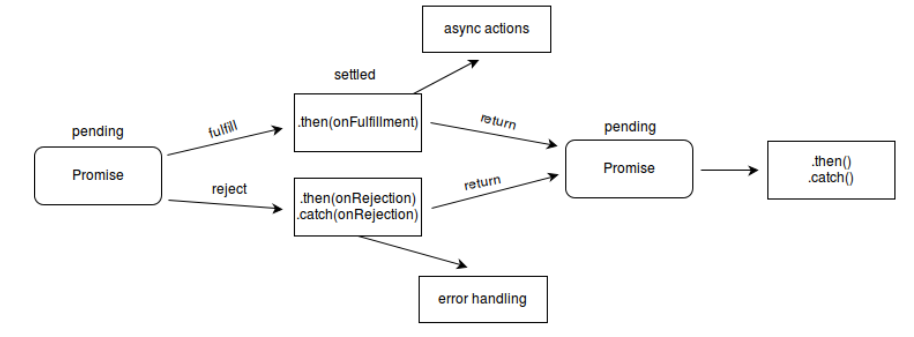 async actions
settled
.then(onFulfillment)
fulfill
return
pending
Promise
pending
Promise
.then()
.catch()
reject
.then(onRejection)
.catch(onRejection)
return
error handling